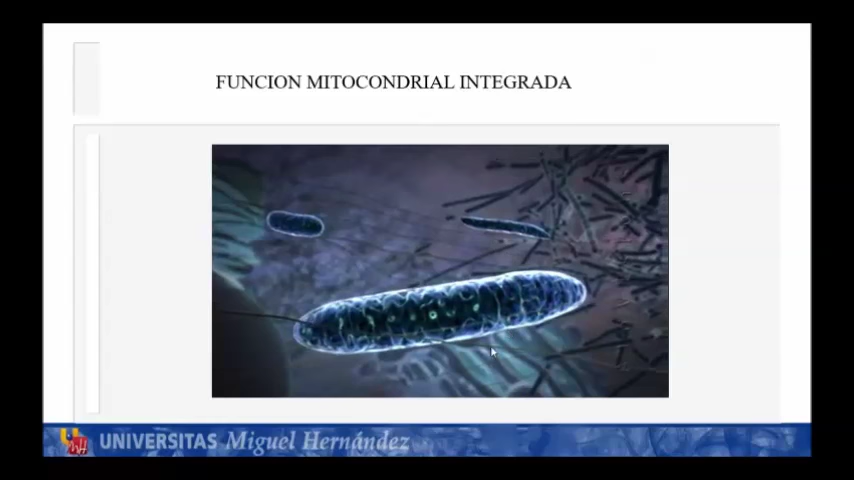 FUNCION MITOCONDRIAL INTEGRADA
UNIVERSITAS Miguel Hernández